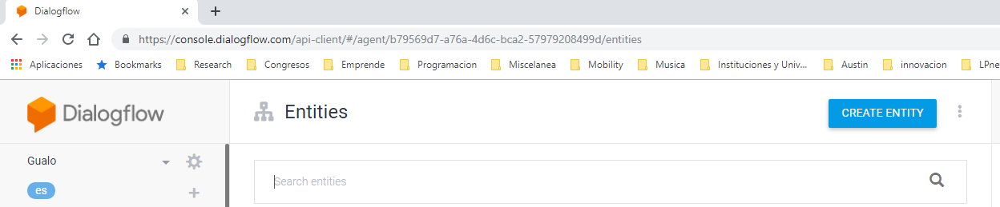 Dialogflow
https://console.dialogflow.com/api-client/#/agent/b79569d7-a76a-4d6c-bca2-57979208499d/entities
Aplicaciones Bookmarks Research Congresos Emprende Programacion Miscelanea Mobility Musica Instituciones y Univ... Austin innovacion LPne
Dialogflow Entities CREATE ENTITY
Gualo
Search entities
es